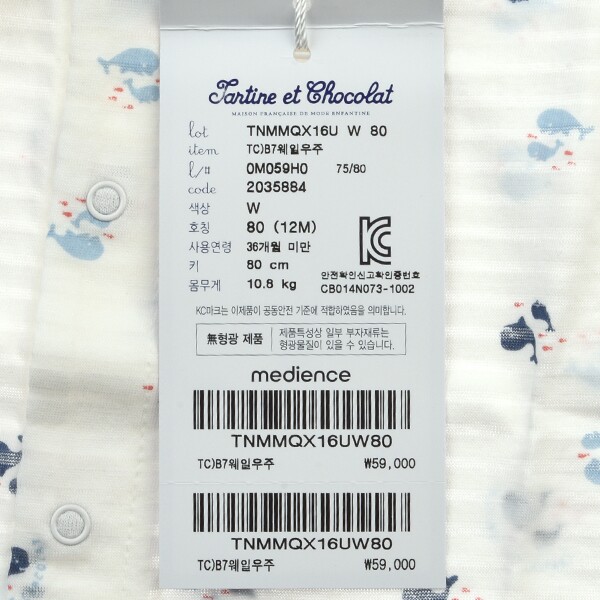 Tartine et Chocolat
MAISON FRANÇAISE DE MODE ENFANTINE
lot TNMMQX16U W 80
item TC)B7웨일우주
l/# 0M059H0 75/80
code 2035884
색상 W
호칭 80 (12M)
사용연령 36개월 미만
키 80 cm
몸무게 10.8 kg
안전확인신고확인증번호
CB014N073-1002
KC마크는 이제품이 공통안전 기준에 적합하였음을 의미합니다.
無형광 제품
제품특성상 일부 부자재류는
형광물질이 있을 수 있습니다.
medience
TNMMQX16UW80
TC)B7웨일우주 ₩59,000
TNMMQX16UW80
TC)B7웨일우주 ₩59,000